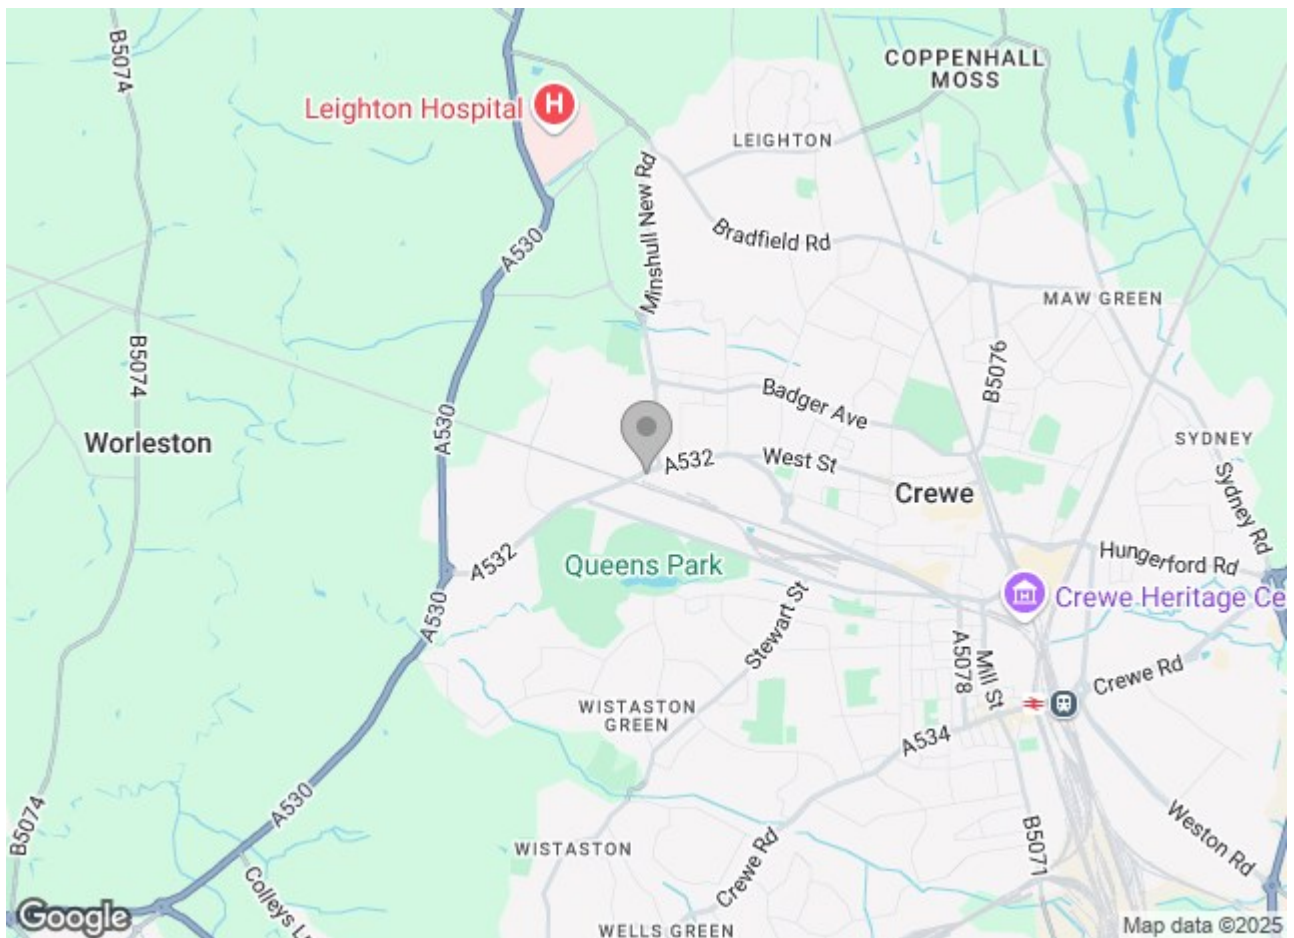 B5074
COPPENHALL
MOSS
Leighton Hospital
H
LEIGHTON
Minshull New Rd
Bradfield Rd
A530
MAW GREEN
B5074
B5076
Badger Ave
A530
Worleston
SYDNEY
A532
West St
Crewe
Sydney Rd
A532
Queens Park
Hungerford Rd
Crewe Heritage Ce
A530
Stewart St
A5078
Mill St
Crewe Rd
WISTASTON
GREEN
A534
A530
B5074
Weston Rd
B5071
WISTASTON
Crewe Rd
Colleys L
WELLS GREEN
Google
Map data ©2025